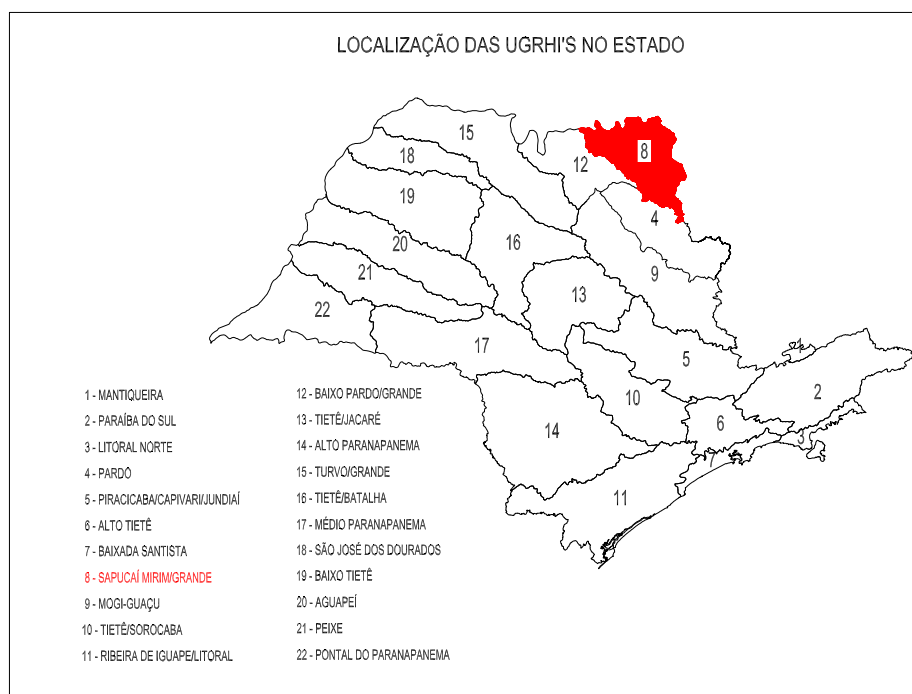 LOCALIZAÇÃO DAS UGRHI'S NO ESTADO
15
18
12
8
19
4
16
20
9
21
13
22
17
5
1
2
10
6
3
14
7
11
1 - MANTIQUEIRA
2 - PARAÍBA DO SUL
3 - LITORAL NORTE
4 - PARDO
5 - PIRACICABA/CAPIVARI/JUNDIAÍ
6 - ALTO TIETÊ
7 - BAIXADA SANTISTA
8 - SAPUCAÍ MIRIM/GRANDE
9 - MOGI-GUAÇU
10 - TIETÊ/SOROCABA
11 - RIBEIRA DE IGUAPE/LITORAL
12 - BAIXO PARDO/GRANDE
13 - TIETÊ/JACARÉ
14 - ALTO PARANAPANEMA
15 - TURVO/GRANDE
16 - TIETÊ/BATALHA
17 - MÉDIO PARANAPANEMA
18 - SÃO JOSÉ DOS DOURADOS
19 - BAIXO TIETÊ
20 - AGUAPEÍ
21 - PEIXE
22 - PONTAL DO PARANAPANEMA